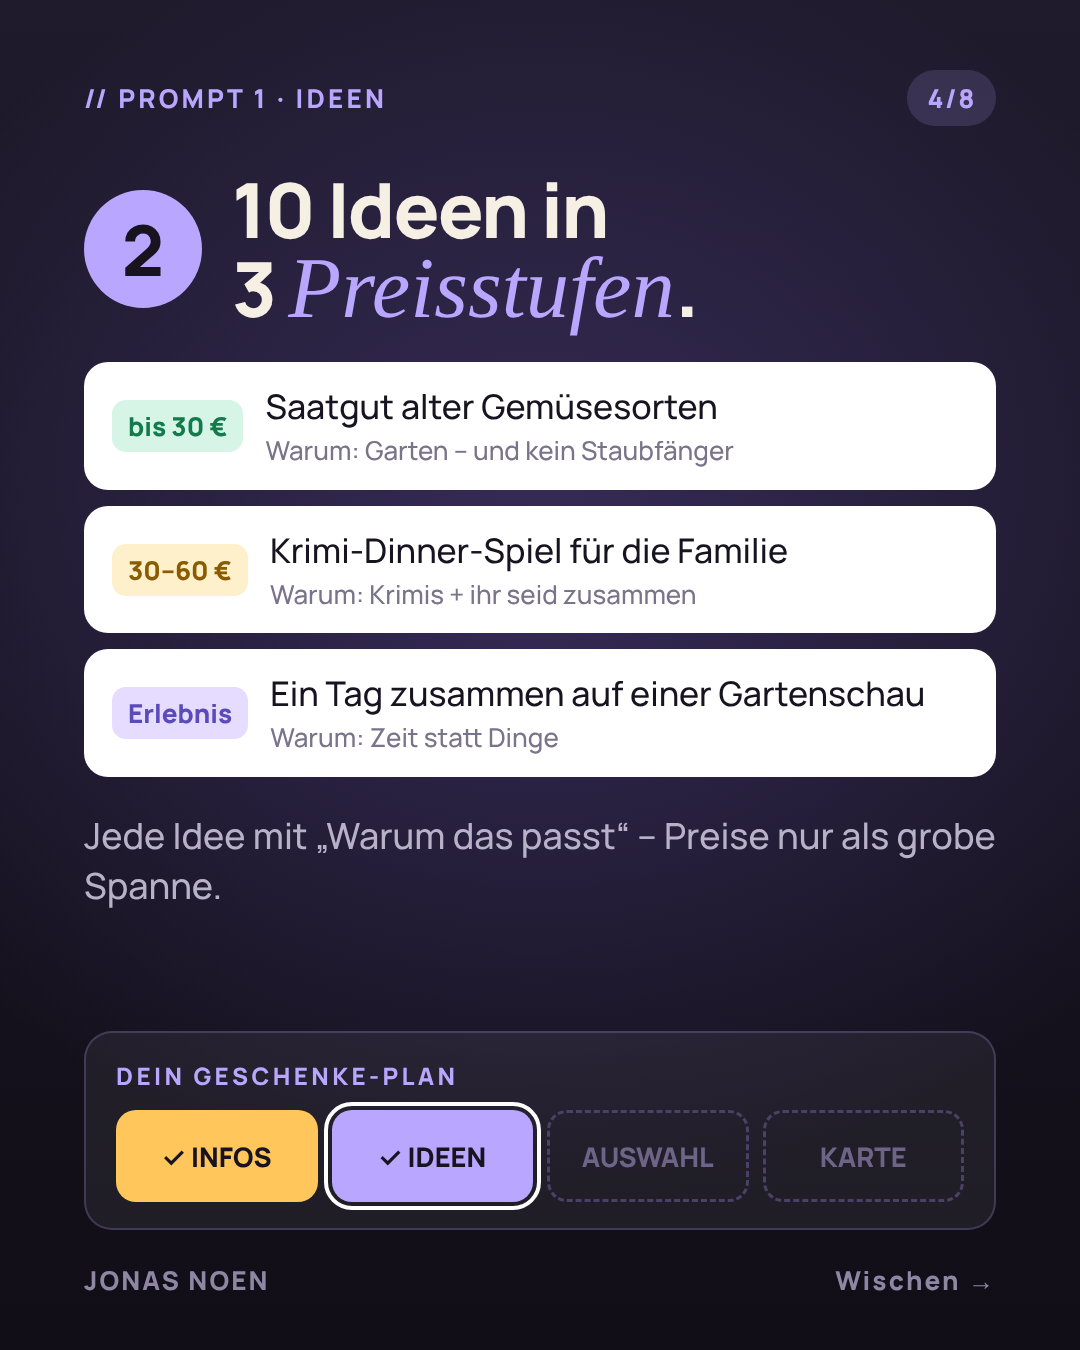 // PROMPT 1 · IDEEN
4/8
2
10 Ideen in
3 Preisstufen.
bis 30 €
Saatgut alter Gemüsesorten
Warum: Garten – und kein Staubfänger
30–60 €
Krimi-Dinner-Spiel für die Familie
Warum: Krimis + ihr seid zusammen
Erlebnis
Ein Tag zusammen auf einer Gartenschau
Warum: Zeit statt Dinge
Jede Idee mit „Warum das passt“ – Preise nur als grobe
Spanne.
DEIN GESCHENKE-PLAN
✓ INFOS
✓ IDEEN
AUSWAHL
KARTE
JONAS NOEN
Wischen →